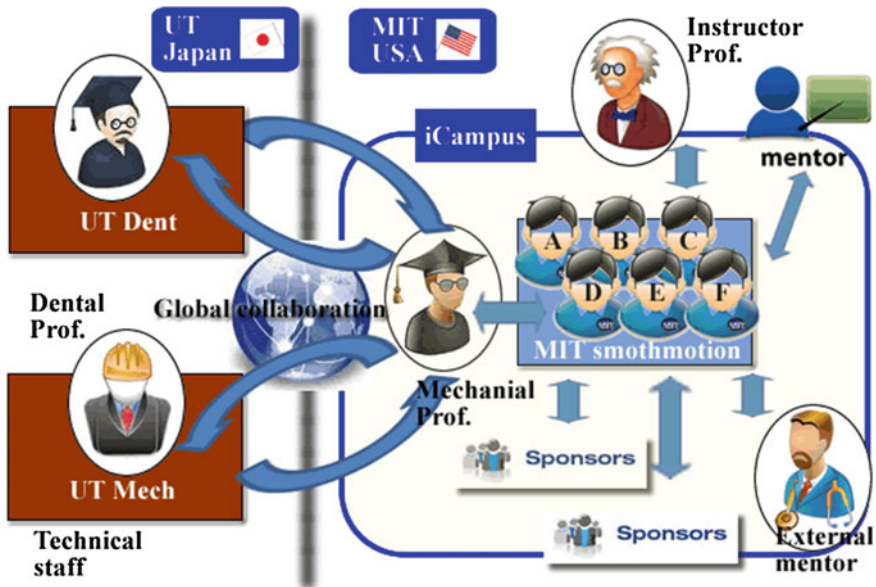 UT
Japan
MIT
USA
Instructor
Prof.
iCampus
mentor
UT Dent
A
B
C
D
E
F
Dental
Prof.
Global collaboration
MIT smothmotion
Mechanial
Prof.
UT Mech
Sponsors
Sponsors
Technical
staff
External
mentor